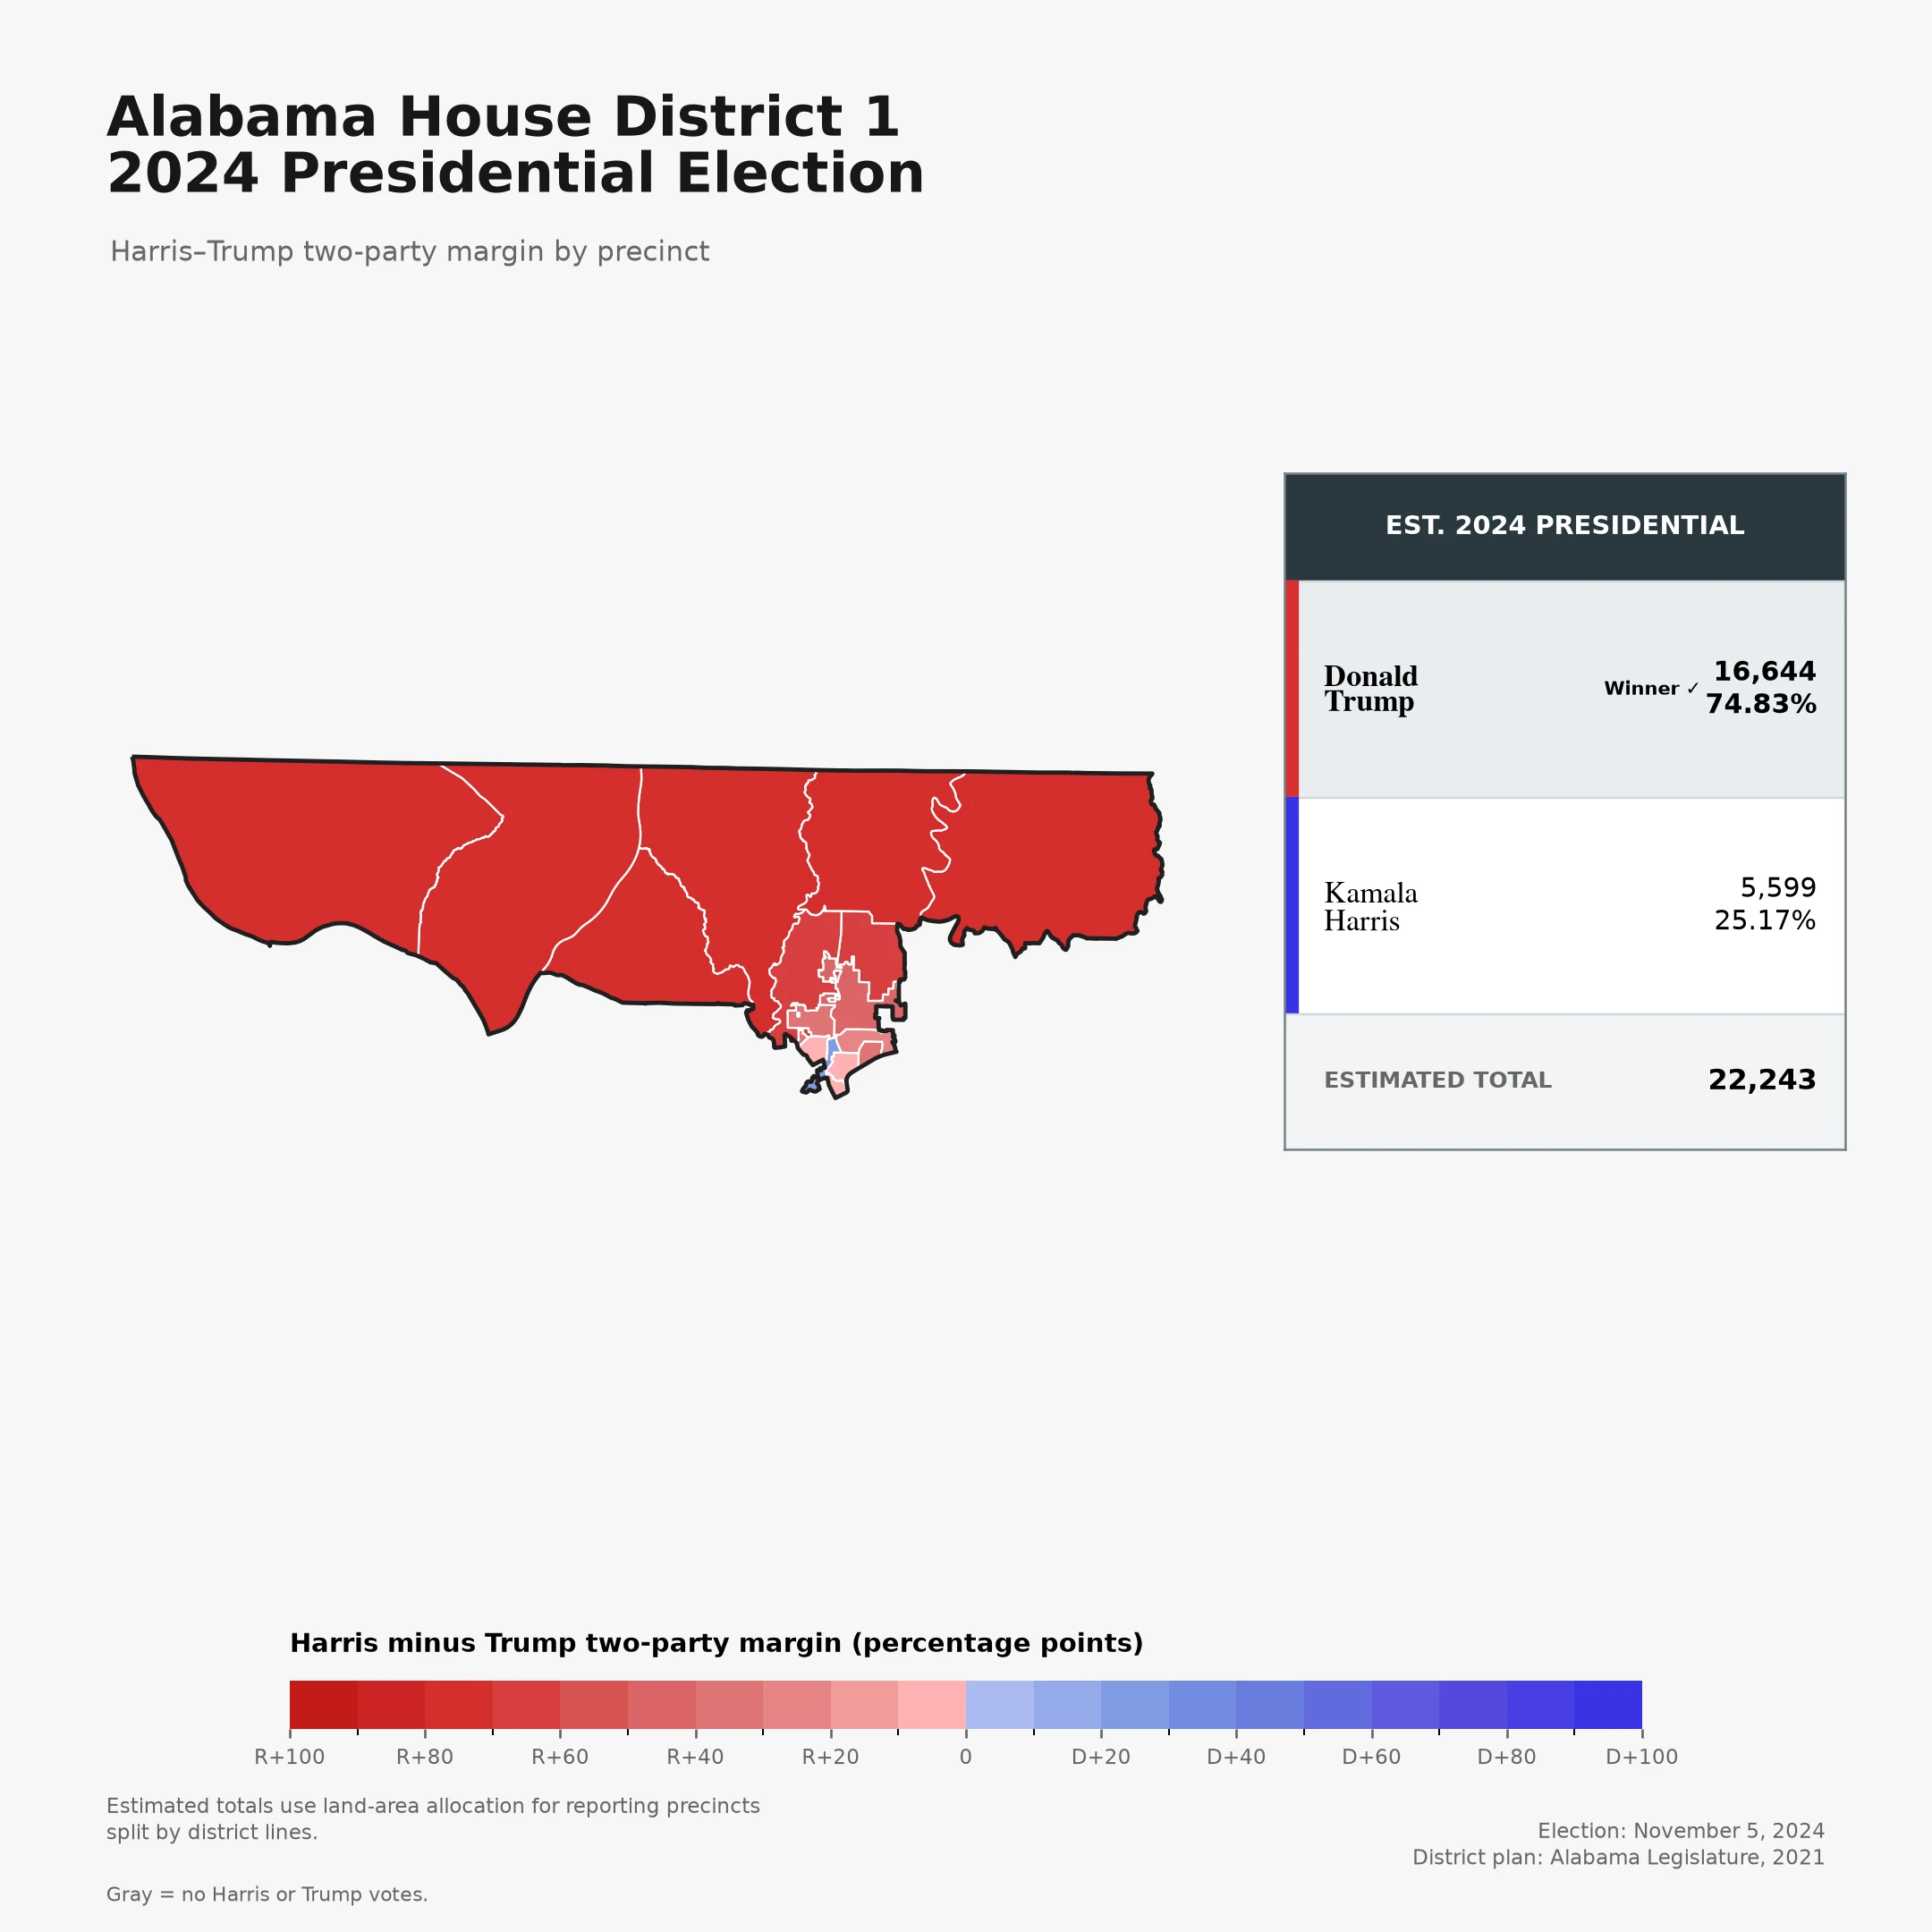 Alabama House District 1
2024 Presidential Election
Harris–Trump two-party margin by precinct
EST. 2024 PRESIDENTIAL
Donald
Trump
Winner ✓
16,644
74.83%
Kamala
Harris
5,599
25.17%
ESTIMATED TOTAL
22,243
Harris minus Trump two-party margin (percentage points)
R+100 R+80 R+60 R+40 R+20 0 D+20 D+40 D+60 D+80 D+100
Estimated totals use land-area allocation for reporting precincts
split by district lines.
Gray = no Harris or Trump votes.
Election: November 5, 2024
District plan: Alabama Legislature, 2021